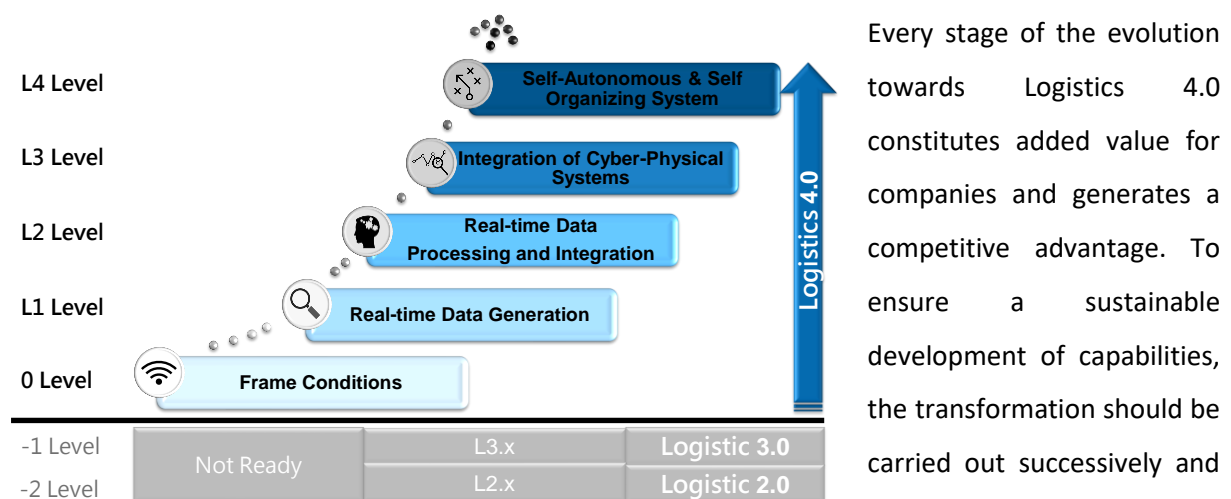 L4 Level
Self-Autonomous & Self
Organizing System
L3 Level
Integration of Cyber-Physical
Systems
L2 Level
Real-time Data
Processing and Integration
L1 Level
Real-time Data Generation
0 Level
Frame Conditions
Logistics 4.0
-1 Level
Not Ready
L3.x
Logistic 3.0
-2 Level
L2.x
Logistic 2.0
Every stage of the evolution
towards Logistics 4.0
constitutes added value for
companies and generates a
competitive advantage. To
ensure a sustainable
development of capabilities,
the transformation should be
carried out successively and